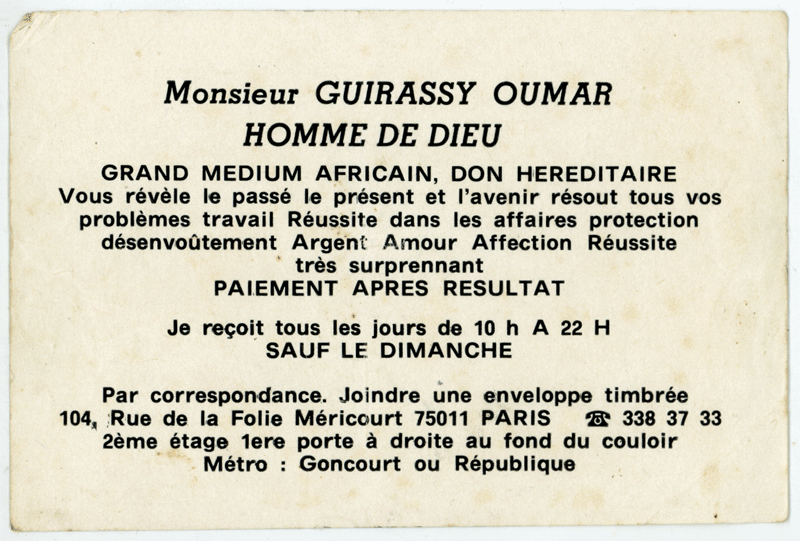 Monsieur GUIRASSY OUMAR
HOMME DE DIEU
GRAND MEDIUM AFRICAIN, DON HEREDITAIRE
Vous révèle le passé le présent et l'avenir résout tous vos
problèmes travail Réussite dans les affaires protection
désenvoûtement Argent Amour Affection Réussite
très surprennant
PAIEMENT APRES RESULTAT
Je reçoit tous les jours de 10 h A 22 H
SAUF LE DIMANCHE
Par correspondance. Joindre une enveloppe timbrée
104, Rue de la Folie Méricourt 75011 PARIS ☎ 338 37 33
2ème étage 1ere porte à droite au fond du couloir
Métro : Goncourt ou République